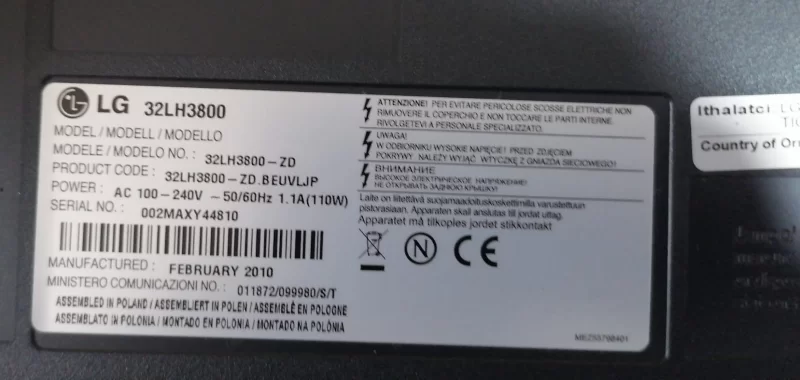 LG 32LH3800
MODEL / MODELL / MODELLO
MODELE / MODELO NO. : 32LH3800-ZD
PRODUCT CODE : 32LH3800-ZD.BEUVLJP
POWER : AC 100-240V ~ 50/60Hz 1.1A(110W)
SERIAL NO. : 002MAXY44810
MANUFACTURED : FEBRUARY 2010
MINISTERO COMUNICAZIONI NO. : 011872/099980/S/T
ASSEMBLED IN POLAND / ASSEMBLIERT IN POLEN / ASSEMBLÉ EN POLOGNE
ASSEMBLATO IN POLONIA / MONTADO EN POLONIA / MONTADO NA POLÓNIA
ATTENZIONE! PER EVITARE PERICOLOSE SCOSSE ELETTRICHE NON
RIMUOVERE IL COPERCHIO E NON TOCCARE LE PARTI INTERNE.
RIVOLGETEVI A PERSONALE SPECIALIZZATO.
UWAGA!
W ODBIORNIKU WYSOKIE NAPIĘCIE! PRZED ZDJĘCIEM
POKRYWY NALEŻY WYJĄĆ WTYCZKĘ Z GNIAZDA SIECIOWEGO!
ВНИМАНИЕ
ВЫСОКОЕ ЭЛЕКТРИЧЕСКОЕ НАПРЯЖЕНИЕ!
НЕ ОТКРЫВАТЬ ЗАДНЮЮ КРЫШКУ!
Laite on liitettävä suojamaadoituskoskettimilla varustettuun
pistorasiaan. Apparaten skall anslutas till jordat uttag.
Apparatet må tilkoples jordet stikkontakt
N CE
Ithalatci LG
Country of Or